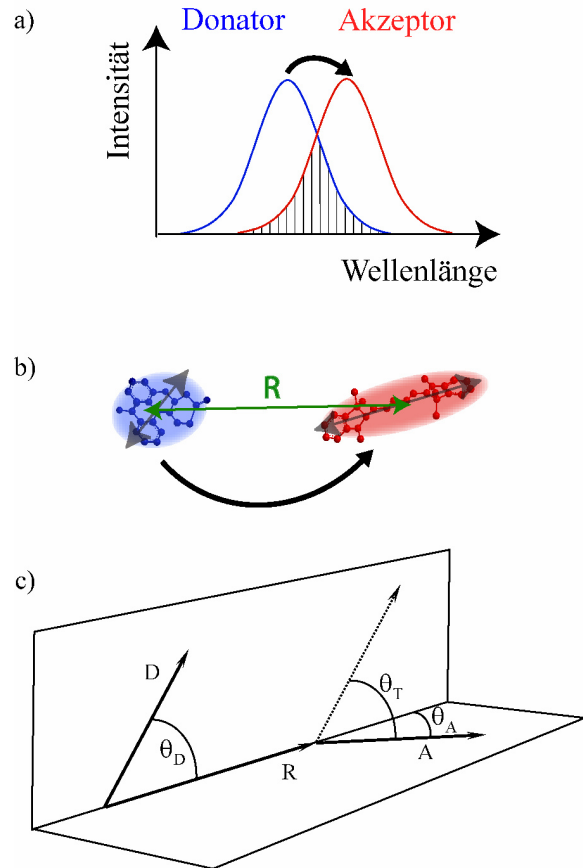 a)
Donator Akzeptor
Intensität
Wellenlänge
b)
R
c)
D
θD
R
θT
θA
A